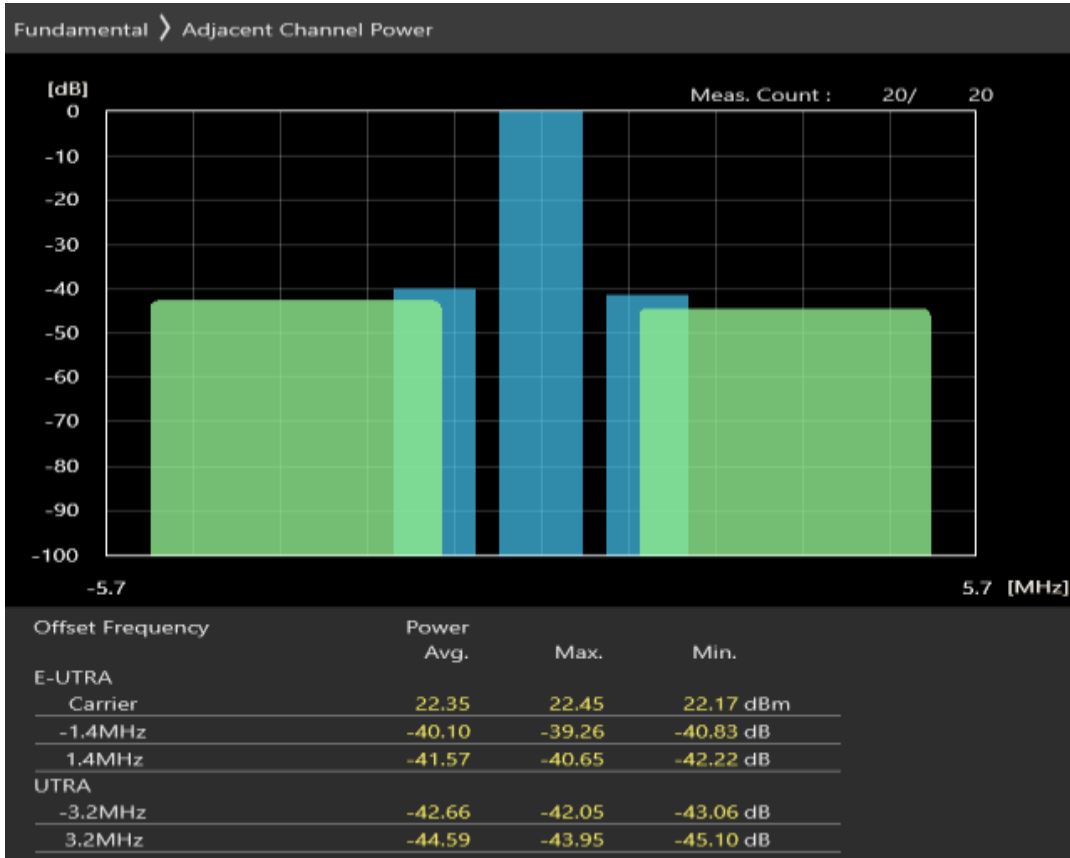 Fundamental 〉 Adjacent Channel Power
[dB]
Meas. Count : 20/ 20
0
-10
-20
-30
-40
-50
-60
-70
-80
-90
-100
-5.7 5.7 [MHz]
Offset Frequency Power
Avg. Max. Min.
E-UTRA
Carrier 22.35 22.45 22.17 dBm
-1.4MHz -40.10 -39.26 -40.83 dB
1.4MHz -41.57 -40.65 -42.22 dB
UTRA
-3.2MHz -42.66 -42.05 -43.06 dB
3.2MHz -44.59 -43.95 -45.10 dB